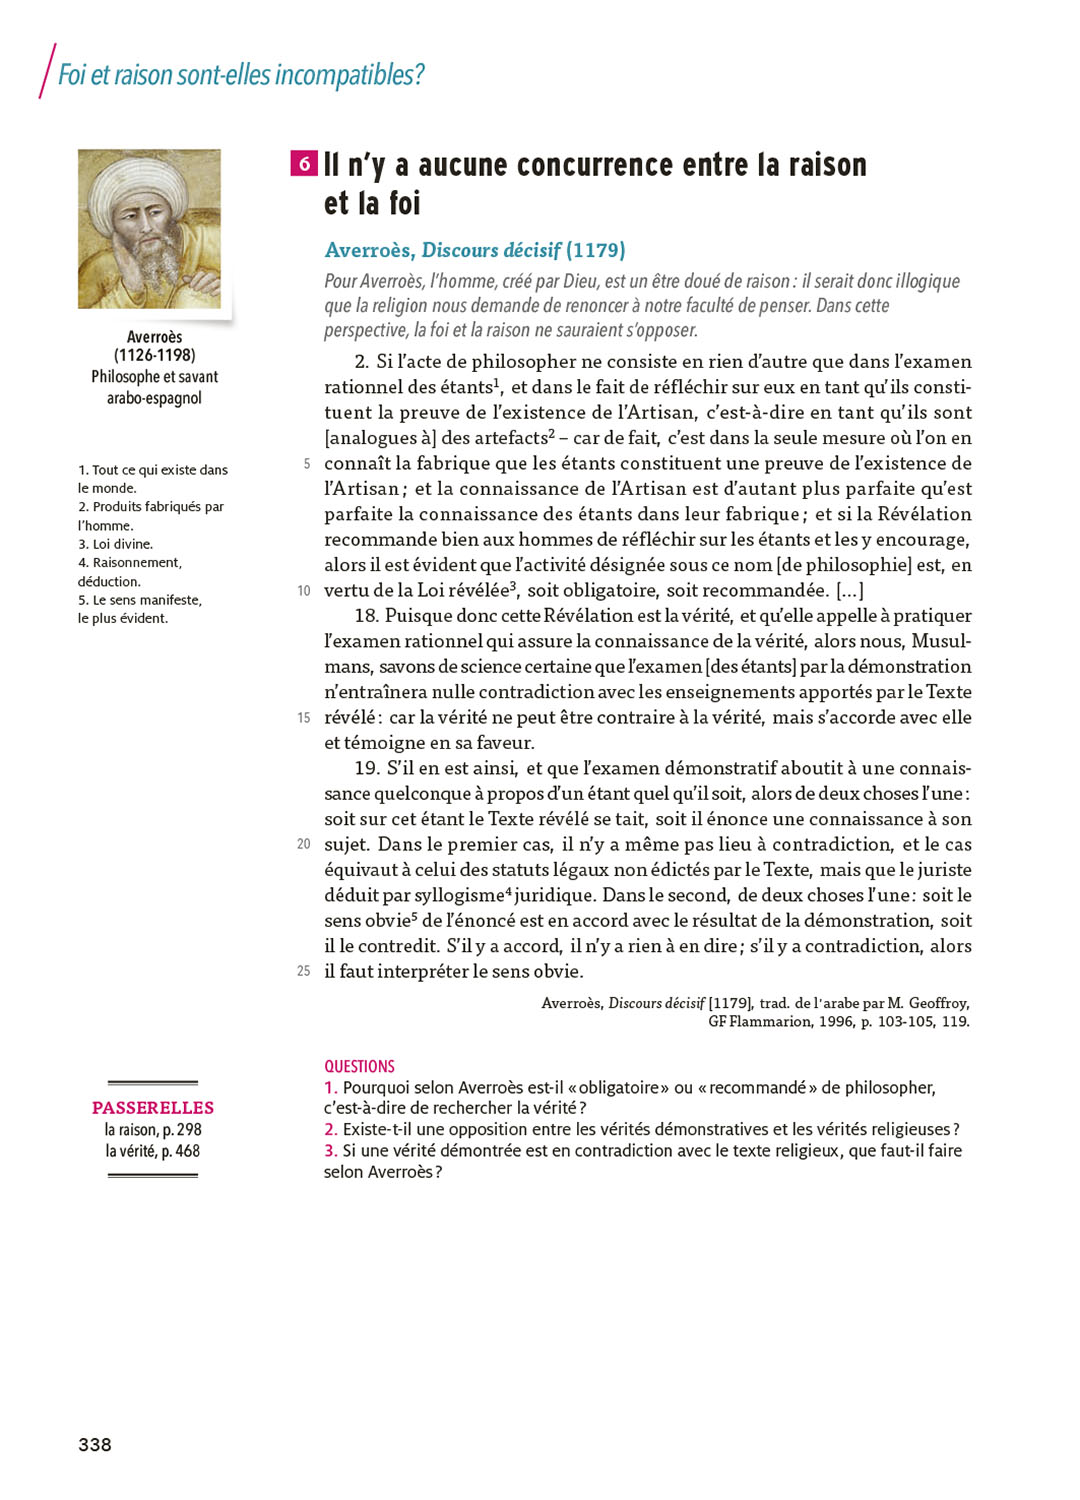 Foi et raison sont-elles incompatibles?
6 Il n’y a aucune concurrence entre la raison
et la foi
Averroès, Discours décisif (1179)
Pour Averroès, l’homme, créé par Dieu, est un être doué de raison : il serait donc illogique
que la religion nous demande de renoncer à notre faculté de penser. Dans cette
perspective, la foi et la raison ne sauraient s’opposer.
Averroès
(1126-1198)
Philosophe et savant
arabo-espagnol
1. Tout ce qui existe dans
le monde.
2. Produits fabriqués par
l’homme.
3. Loi divine.
4. Raisonnement,
déduction.
5. Le sens manifeste,
le plus évident.
2. Si l’acte de philosopher ne consiste en rien d’autre que dans l’examen
rationnel des étants¹, et dans le fait de réfléchir sur eux en tant qu’ils consti-
tuent la preuve de l’existence de l’Artisan, c’est-à-dire en tant qu’ils sont
[analogues à] des artefacts² – car de fait, c’est dans la seule mesure où l’on en
5 connaît la fabrique que les étants constituent une preuve de l’existence de
l’Artisan ; et la connaissance de l’Artisan est d’autant plus parfaite qu’est
parfaite la connaissance des étants dans leur fabrique ; et si la Révélation
recommande bien aux hommes de réfléchir sur les étants et les y encourage,
alors il est évident que l’activité désignée sous ce nom [de philosophie] est, en
10 vertu de la Loi révélée³, soit obligatoire, soit recommandée. [...]
18. Puisque donc cette Révélation est la vérité, et qu’elle appelle à pratiquer
l’examen rationnel qui assure la connaissance de la vérité, alors nous, Musul-
mans, savons de science certaine que l’examen [des étants] par la démonstration
n’entraînera nulle contradiction avec les enseignements apportés par le Texte
15 révélé : car la vérité ne peut être contraire à la vérité, mais s’accorde avec elle
et témoigne en sa faveur.
19. S’il en est ainsi, et que l’examen démonstratif aboutit à une connais-
sance quelconque à propos d’un étant quel qu’il soit, alors de deux choses l’une :
soit sur cet étant le Texte révélé se tait, soit il énonce une connaissance à son
20 sujet. Dans le premier cas, il n’y a même pas lieu à contradiction, et le cas
équivaut à celui des statuts légaux non édictés par le Texte, mais que le juriste
déduit par syllogisme⁴ juridique. Dans le second, de deux choses l’une : soit le
sens obvie⁵ de l’énoncé est en accord avec le résultat de la démonstration, soit
il le contredit. S’il y a accord, il n’y a rien à en dire ; s’il y a contradiction, alors
25 il faut interpréter le sens obvie.
Averroès, Discours décisif [1179], trad. de l’arabe par M. Geoffroy,
GF Flammarion, 1996, p. 103-105, 119.
QUESTIONS
1. Pourquoi selon Averroès est-il « obligatoire » ou « recommandé » de philosopher,
c’est-à-dire de rechercher la vérité ?
2. Existe-t-il une opposition entre les vérités démonstratives et les vérités religieuses ?
3. Si une vérité démontrée est en contradiction avec le texte religieux, que faut-il faire
selon Averroès ?
PASSERELLES
la raison, p. 298
la vérité, p. 468
338